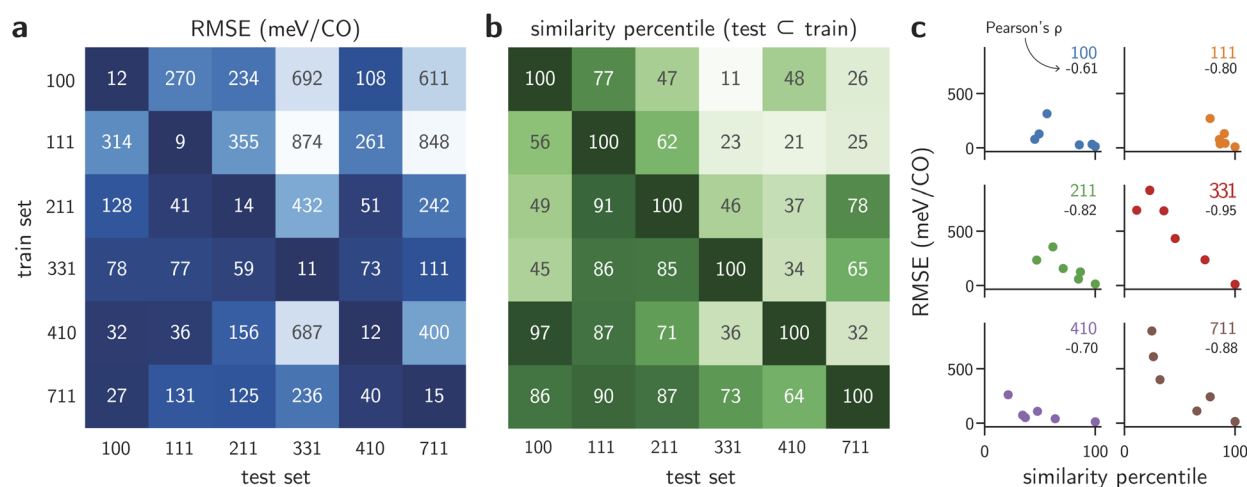 a
RMSE (meV/CO)
train set
100 12 270 234 692 108 611
111 314 9 355 874 261 848
211 128 41 14 432 51 242
331 78 77 59 11 73 111
410 32 36 156 687 12 400
711 27 131 125 236 40 15
100 111 211 331 410 711
test set
b
similarity percentile (test ⊂ train)
100 77 47 11 48 26
56 100 62 23 21 25
49 91 100 46 37 78
45 86 85 100 34 65
97 87 71 36 100 32
86 90 87 73 64 100
100 111 211 331 410 711
test set
c
Pearson's ρ
RMSE (meV/CO)
100 111
-0.61 -0.80
500
0
211 331
-0.82 -0.95
500
0
410 711
-0.70 -0.88
500
0
0 100 0 100
similarity percentile